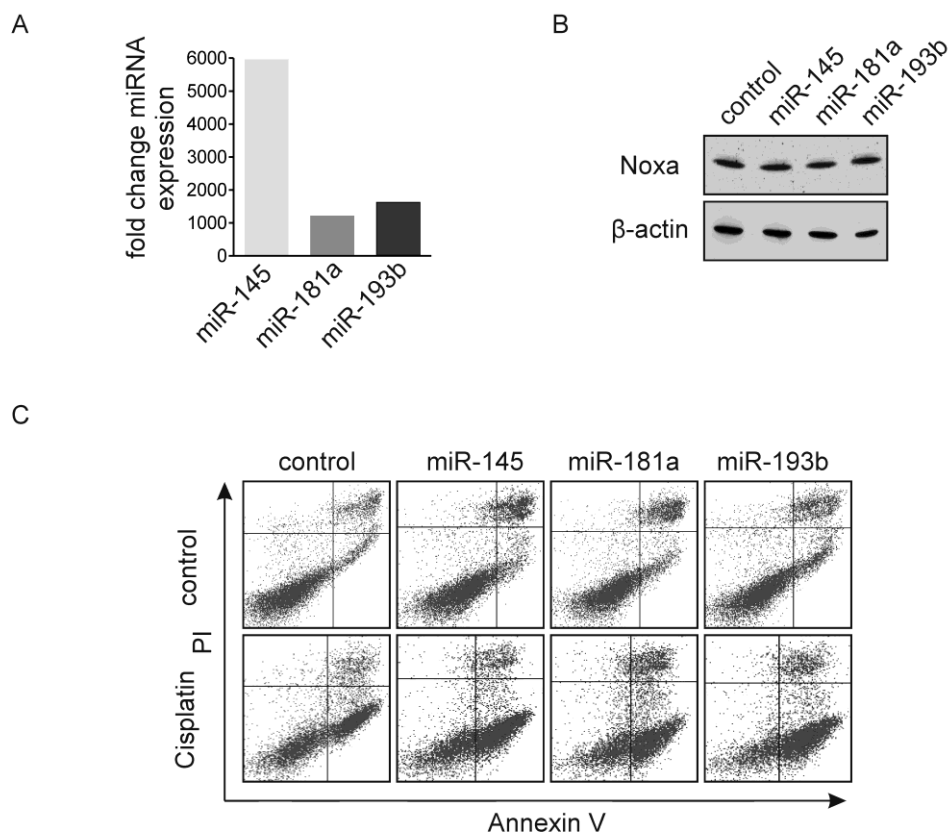 A
fold change miRNA
expression
6000
5000
4000
3000
2000
1000
0
miR-145
miR-181a
miR-193b
B
control
miR-145
miR-181a
miR-193b
Noxa
β-actin
C
control
miR-145
miR-181a
miR-193b
PI
control
Cisplatin
Annexin V